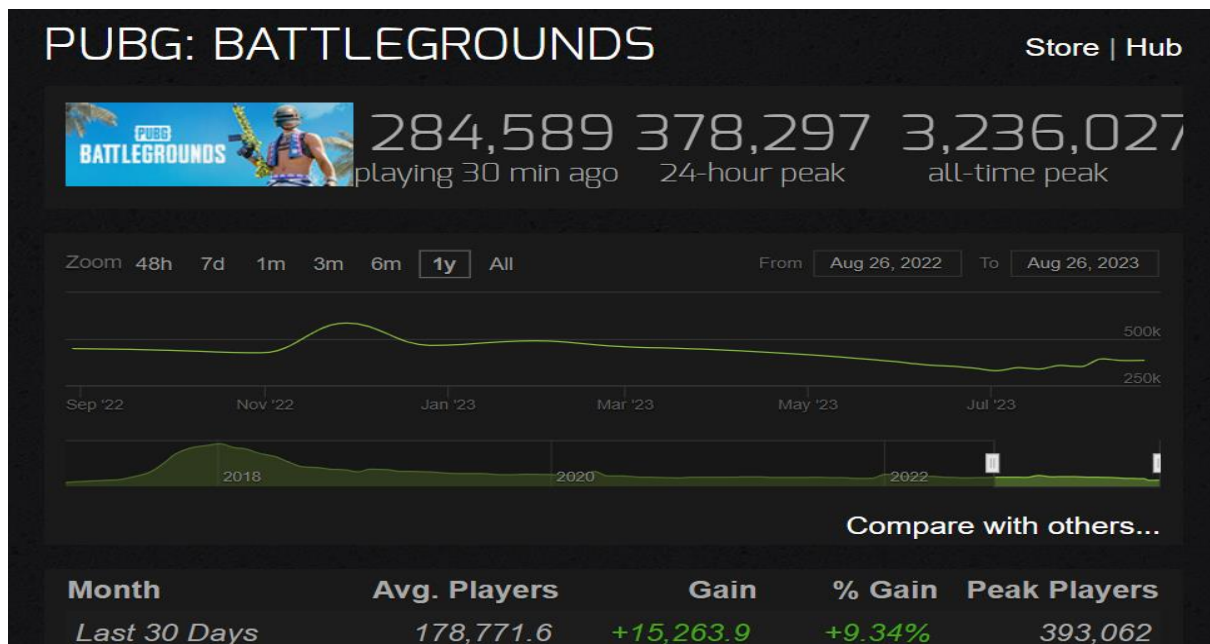 PUBG: BATTLEGROUNDS
Store | Hub
PUBG
BATTLEGROUNDS
284,589 378,297 3,236,027
playing 30 min ago 24-hour peak all-time peak
Zoom 48h 7d 1m 3m 6m 1y All From Aug 26, 2022 To Aug 26, 2023
500k
250k
Sep '22 Nov '22 Jan '23 Mar '23 May '23 Jul '23
2018 2020 2022
Compare with others...
Month Avg. Players Gain % Gain Peak Players
Last 30 Days 178,771.6 +15,263.9 +9.34% 393,062